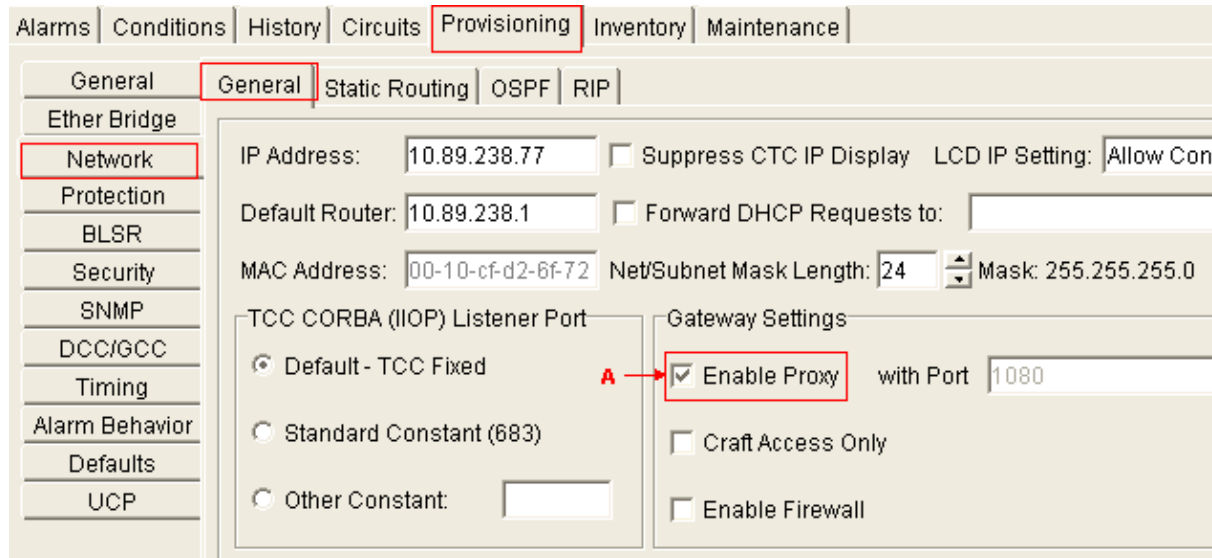 Alarms Conditions History Circuits Provisioning Inventory Maintenance
General
Ether Bridge
Network
Protection
BLSR
Security
SNMP
DCC/GCC
Timing
Alarm Behavior
Defaults
UCP
General Static Routing OSPF RIP
IP Address: 10.89.238.77 Suppress CTC IP Display LCD IP Setting: Allow Con
Default Router: 10.89.238.1 Forward DHCP Requests to:
MAC Address: 00-10-cf-d2-6f-72 Net/Subnet Mask Length: 24 Mask: 255.255.255.0
TCC CORBA (IIOP) Listener Port
Default - TCC Fixed
Standard Constant (683)
Other Constant:
Gateway Settings
A Enable Proxy with Port 1080
Craft Access Only
Enable Firewall